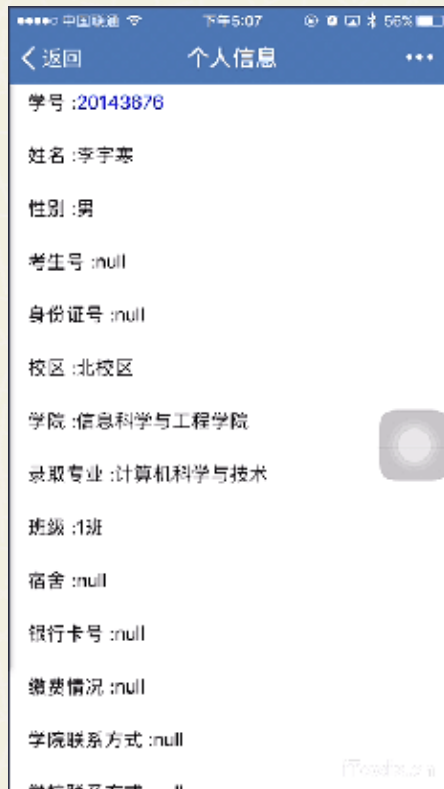 中国联通 下午5:07 56%
返回 个人信息
学号 :20143676
姓名 :李宇寒
性别 :男
考生号 :null
身份证号 :null
校区 :北校区
学院 :信息科学与工程学院
录取专业 :计算机科学与技术
班级 :1班
宿舍 :null
银行卡号 :null
缴费情况 :null
学院联系方式 :null